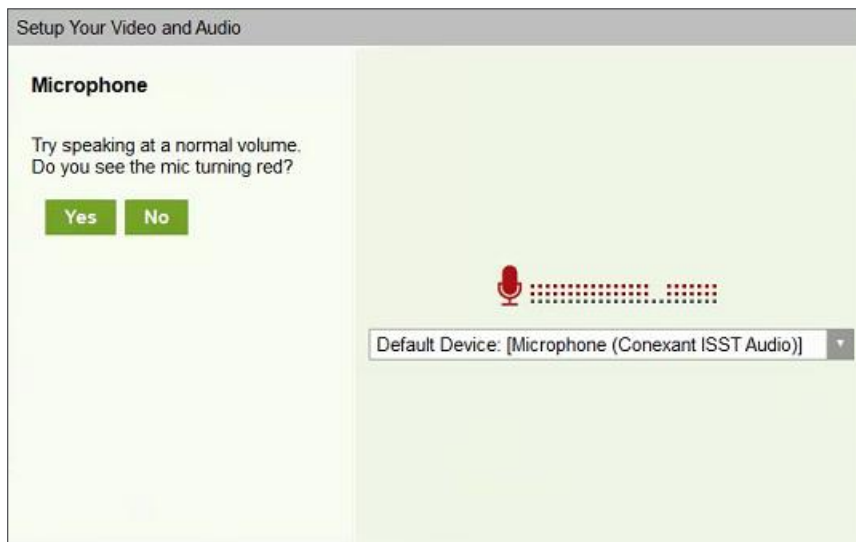 Setup Your Video and Audio
Microphone
Try speaking at a normal volume.
Do you see the mic turning red?
Yes No
Default Device: [Microphone (Conexant ISST Audio)]